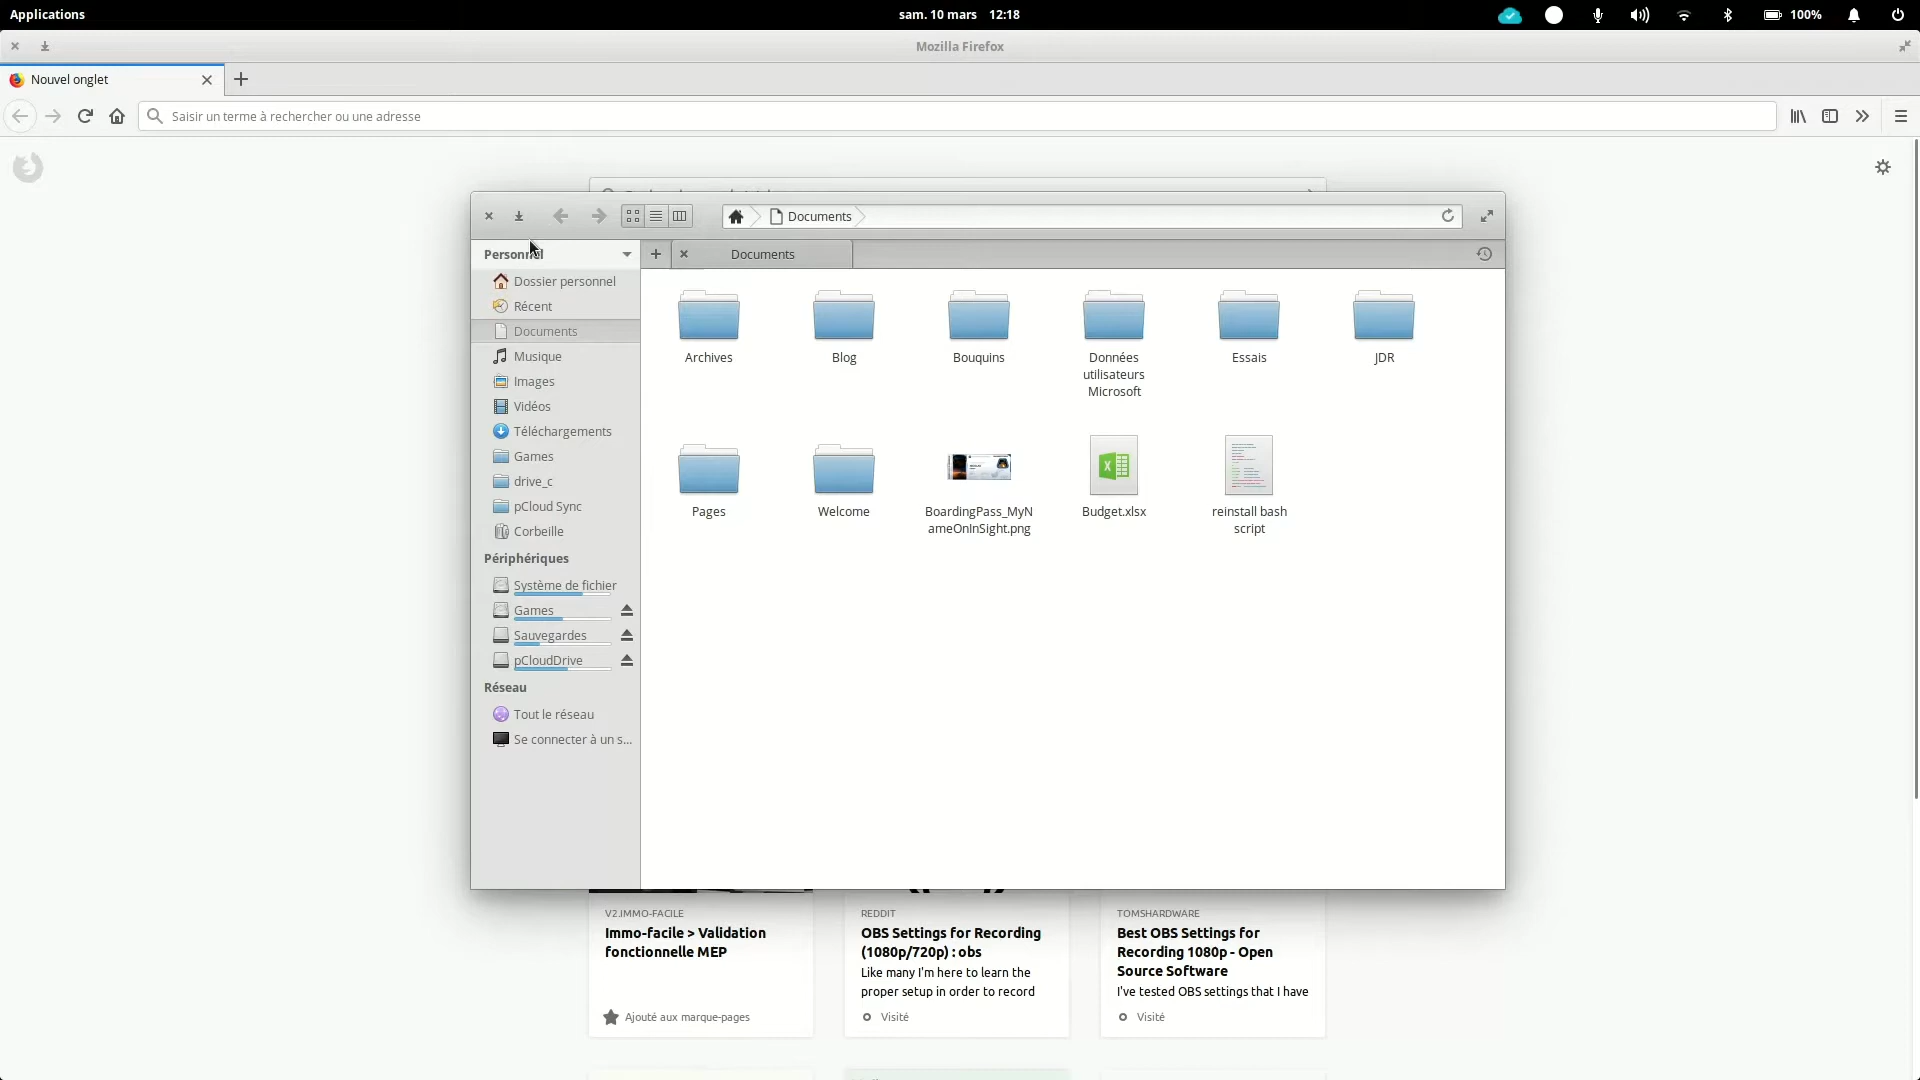 Applications
sam. 10 mars 12:18
100%
Mozilla Firefox
Nouvel onglet
Saisir un terme à rechercher ou une adresse
Documents
Personnel
Documents
Dossier personnel
Récent
Documents
Musique
Images
Vidéos
Téléchargements
Games
drive_c
pCloud Sync
Corbeille
Périphériques
Système de fichier
Games
Sauvegardes
pCloudDrive
Réseau
Tout le réseau
Se connecter à un s...
Archives
Blog
Bouquins
Données
utilisateurs
Microsoft
Essais
JDR
Pages
Welcome
BoardingPass_MyN
ameOnInSight.png
Budget.xlsx
reinstall bash
script
V2.IMMO-FACILE
Immo-facile > Validation
fonctionnelle MEP
Ajouté aux marque-pages
REDDIT
OBS Settings for Recording
(1080p/720p) : obs
Like many I'm here to learn the
proper setup in order to record
Visité
TOMSHARDWARE
Best OBS Settings for
Recording 1080p - Open
Source Software
I've tested OBS settings that I have
Visité